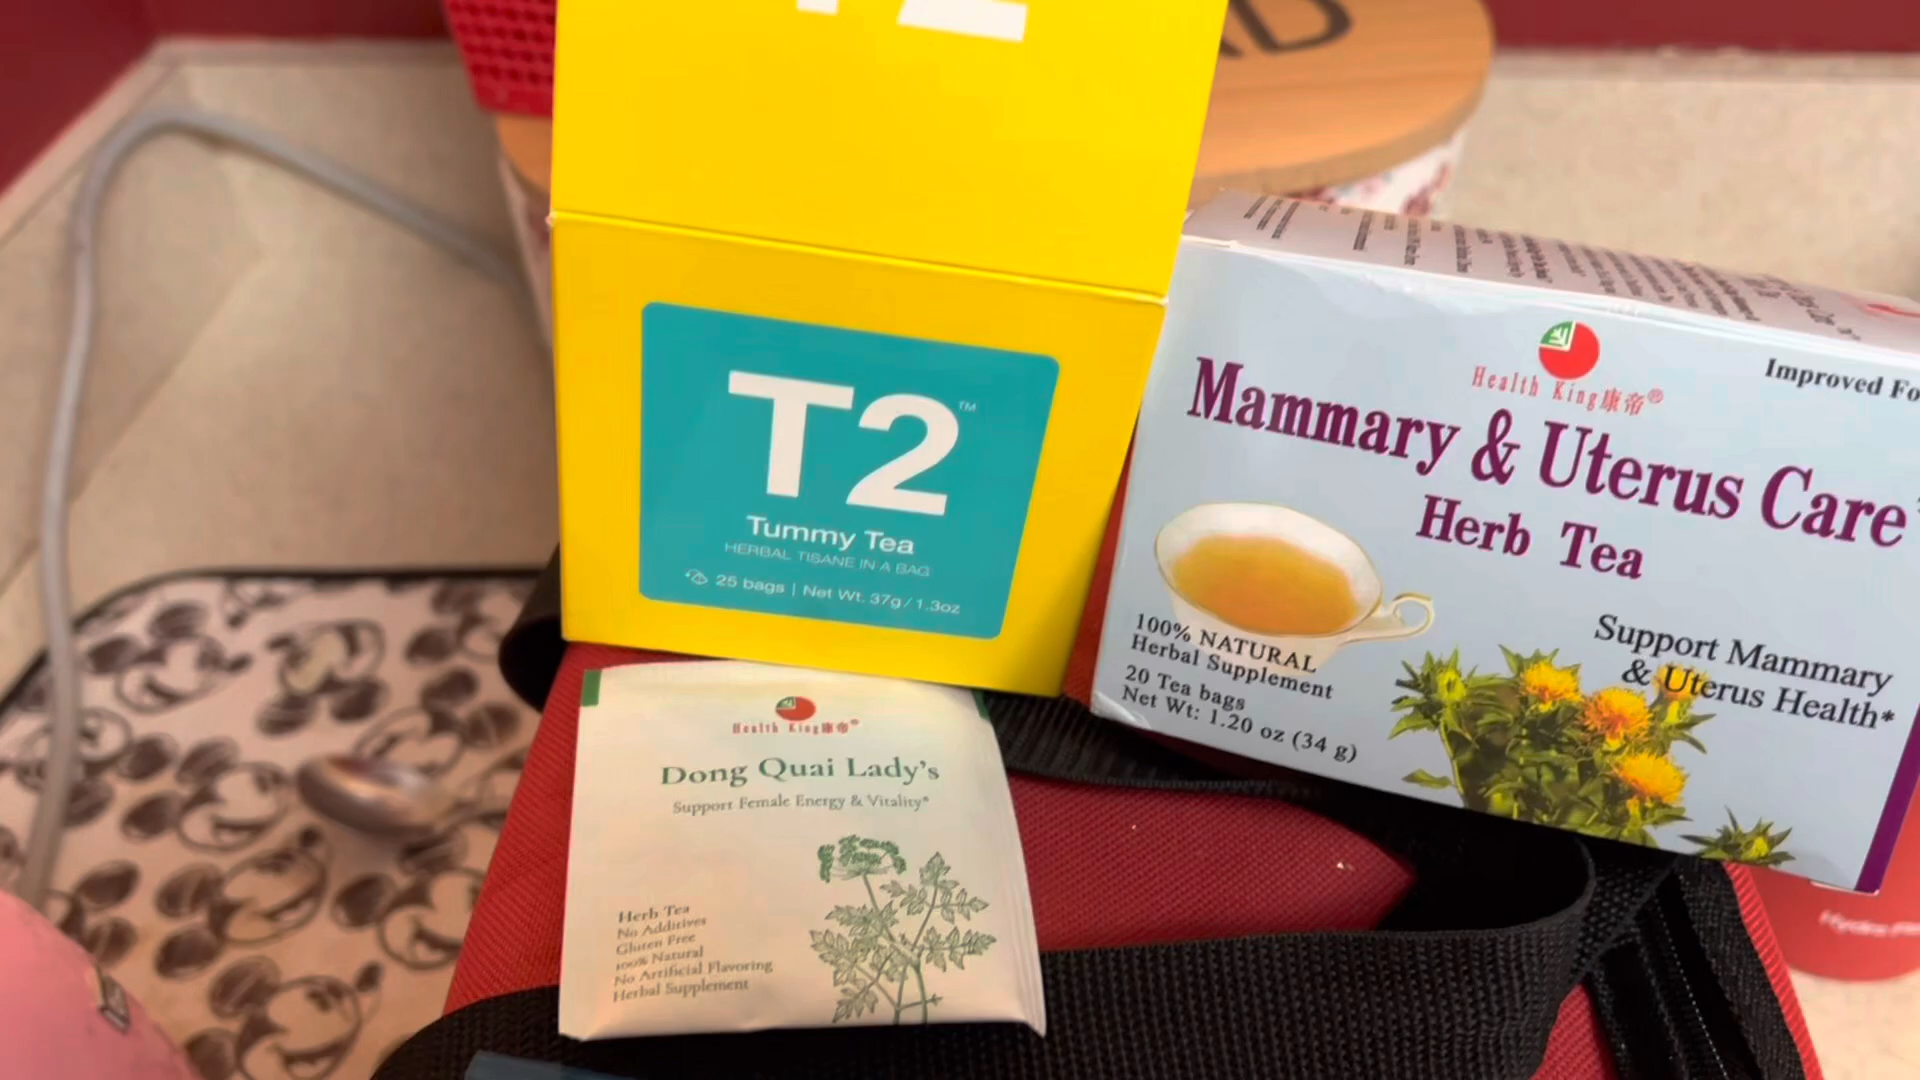 T2
T2™
Tummy Tea
HERBAL TISANE IN A BAG
25 bags | Net Wt. 37g / 1.3oz
Health King康帝®
Mammary & Uterus Care
Herb Tea
Improved
100% NATURAL
Herbal Supplement
20 Tea bags
Net Wt: 1.20 oz (34 g)
Support Mammary
& Uterus Health*
Health King康帝®
Dong Quai Lady's
Support Female Energy & Vitality*
Herb Tea
No Additives
Gluten Free
100% Natural
No Artificial Flavoring
Herbal Supplement